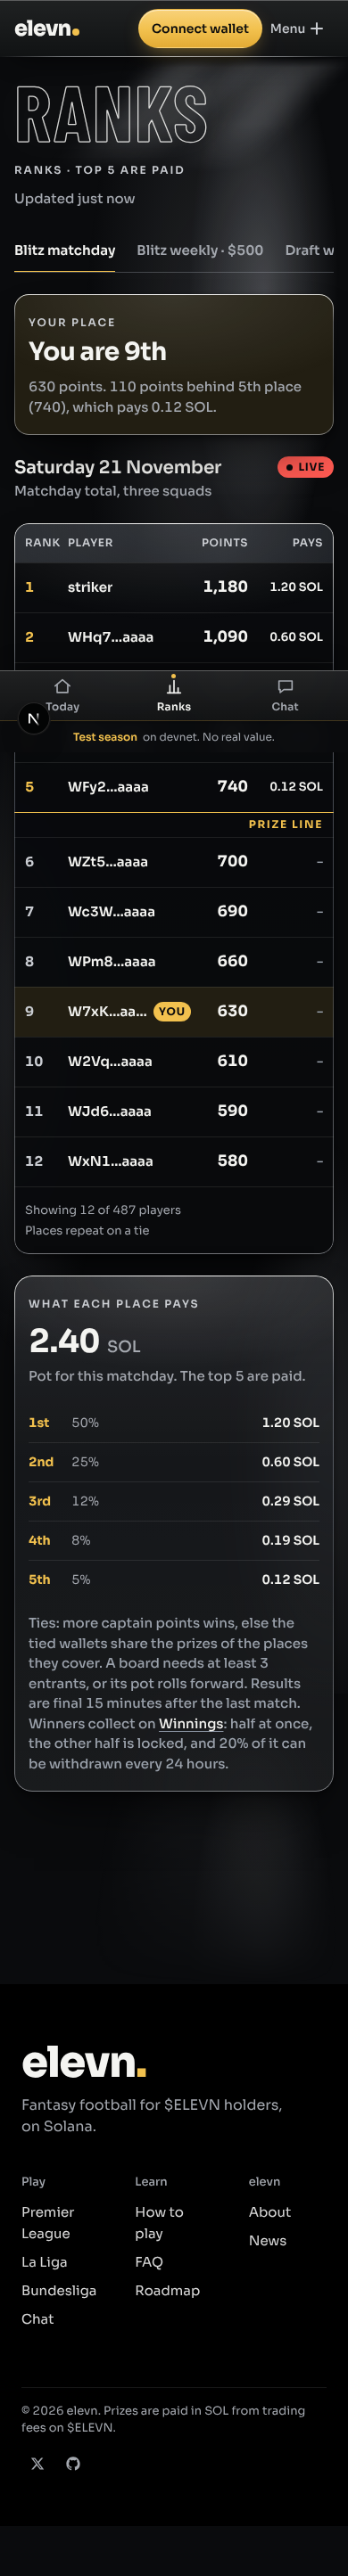 elevn.
Connect wallet
Menu
RANKS
RANKS · TOP 5 ARE PAID
Updated just now
Blitz matchday
Blitz weekly · $500
Draft w
YOUR PLACE
You are 9th
630 points. 110 points behind 5th place
(740), which pays 0.12 SOL.
Saturday 21 November
LIVE
Matchday total, three squads
RANK PLAYER POINTS PAYS
1 striker 1,180 1.20 SOL
2 WHq7...aaaa 1,090 0.60 SOL
Today
Ranks
Chat
N
Test season on devnet. No real value.
5 WFy2...aaaa 740 0.12 SOL
PRIZE LINE
6 WZt5...aaaa 700 –
7 Wc3W...aaaa 690 –
8 WPm8...aaaa 660 –
9 W7xK...aa... YOU 630 –
10 W2Vq...aaaa 610 –
11 WJd6...aaaa 590 –
12 WxN1...aaaa 580 –
Showing 12 of 487 players
Places repeat on a tie
WHAT EACH PLACE PAYS
2.40 SOL
Pot for this matchday. The top 5 are paid.
1st 50% 1.20 SOL
2nd 25% 0.60 SOL
3rd 12% 0.29 SOL
4th 8% 0.19 SOL
5th 5% 0.12 SOL
Ties: more captain points wins, else the
tied wallets share the prizes of the places
they cover. A board needs at least 3
entrants, or its pot rolls forward. Results
are final 15 minutes after the last match.
Winners collect on Winnings: half at once,
the other half is locked, and 20% of it can
be withdrawn every 24 hours.
elevn.
Fantasy football for $ELEVN holders,
on Solana.
Play
Premier
League
La Liga
Bundesliga
Chat
Learn
How to
play
FAQ
Roadmap
elevn
About
News
© 2026 elevn. Prizes are paid in SOL from trading
fees on $ELEVN.